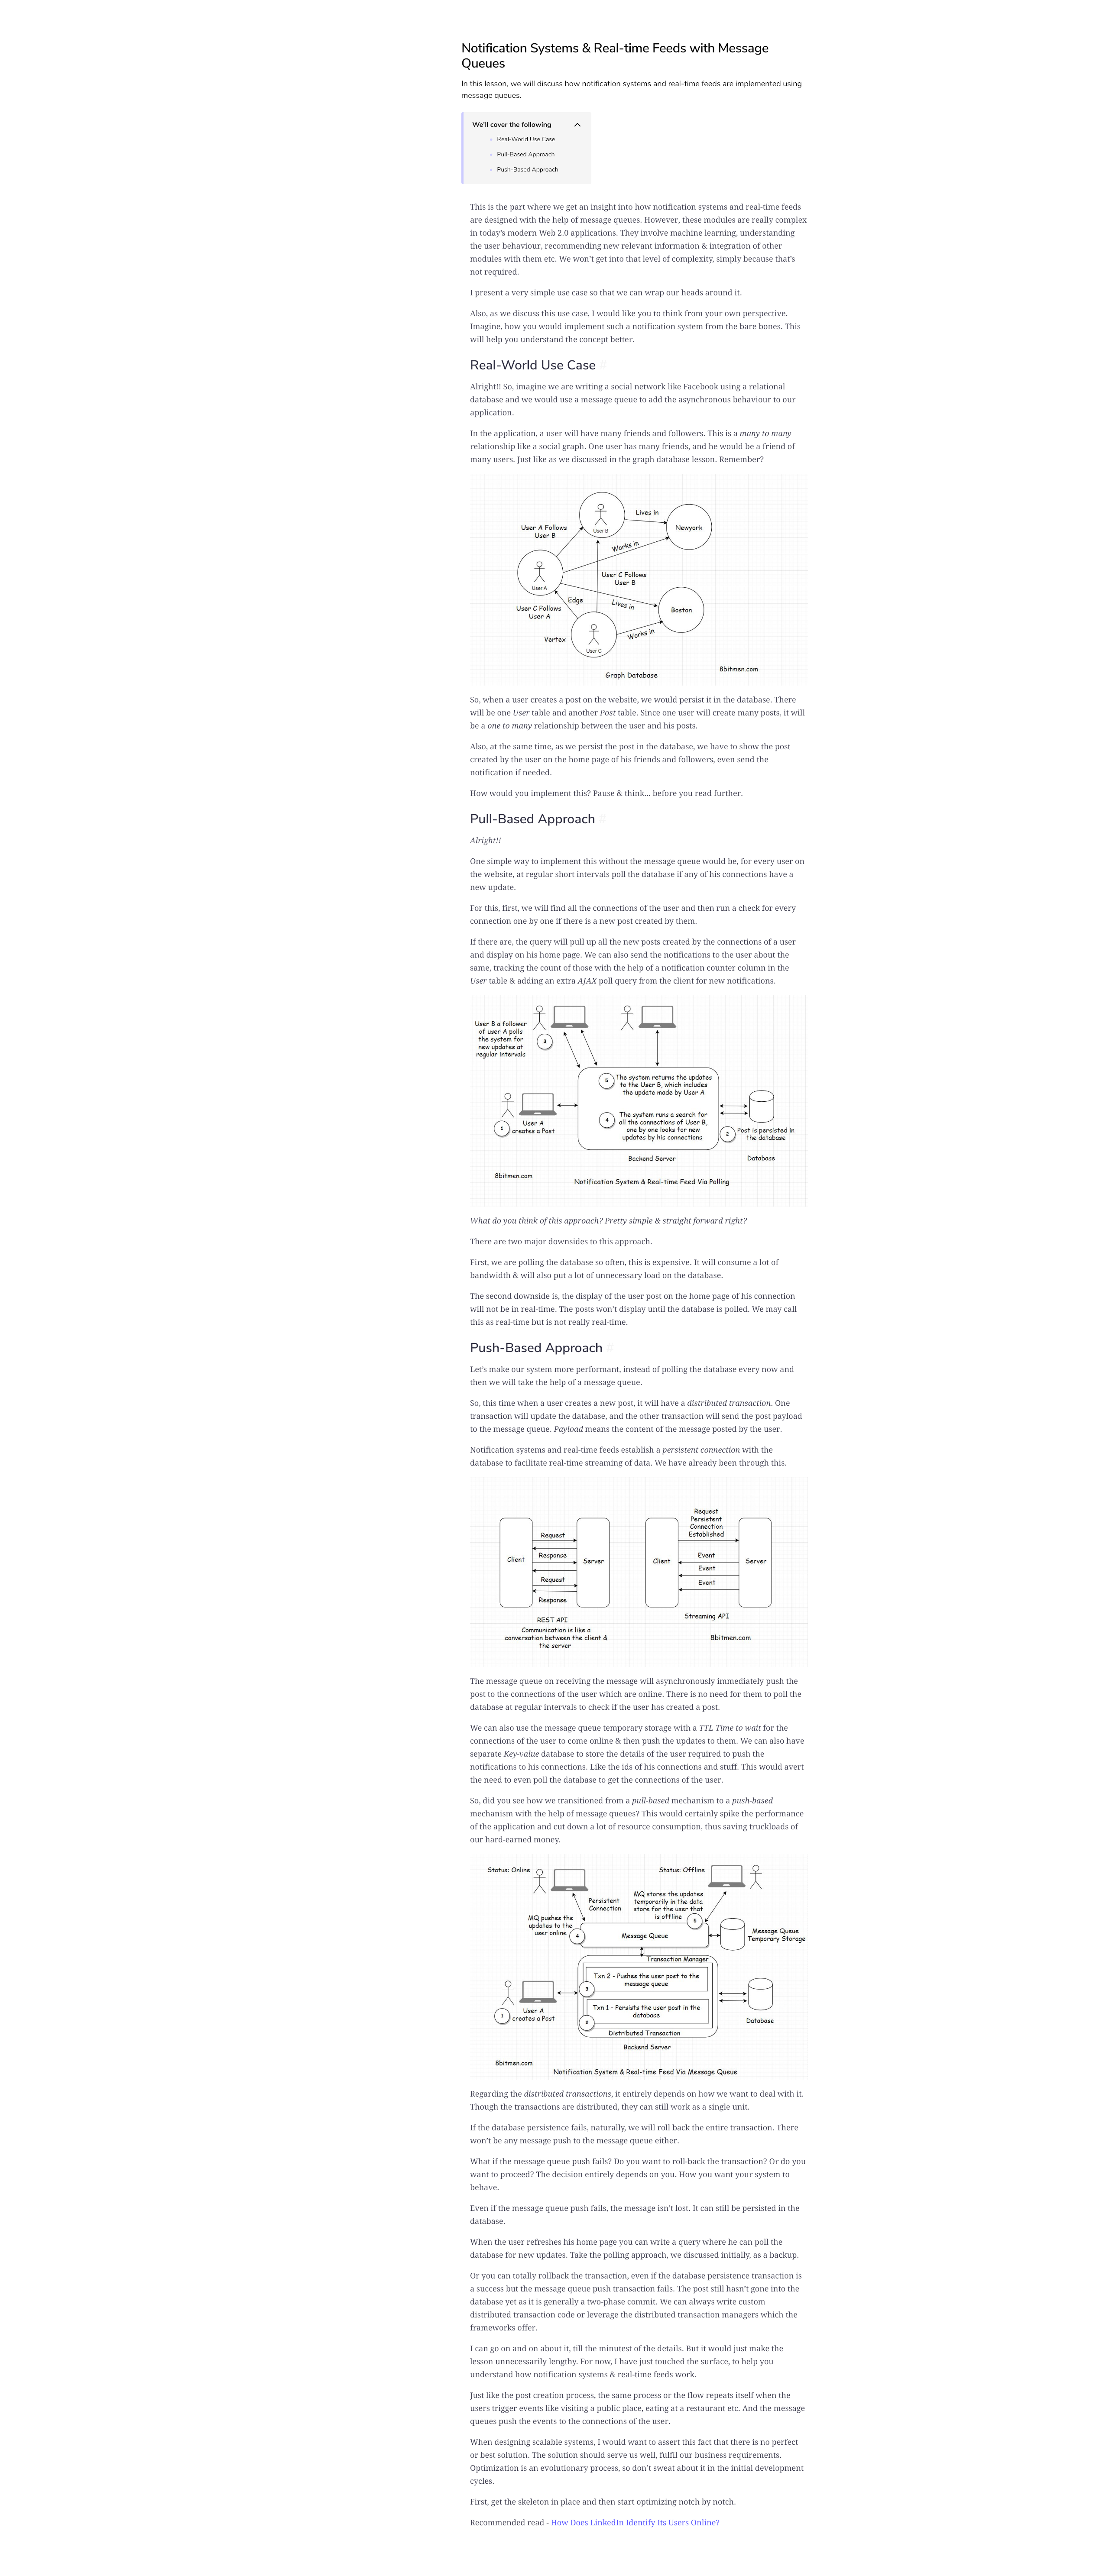 Notification Systems & Real-time Feeds with Message
Queues
In this lesson, we will discuss how notification systems and real-time feeds are implemented using
message queues.
We'll cover the following
Real-World Use Case
Pull-Based Approach
Push-Based Approach
This is the part where we get an insight into how notification systems and real-time feeds
are designed with the help of message queues. However, these modules are really complex
in today's modern Web 2.0 applications. They involve machine learning, understanding
the user behaviour, recommending new relevant information & integration of other
modules with them etc. We won't get into that level of complexity, simply because that's
not required.
I present a very simple use case so that we can wrap our heads around it.
Also, as we discuss this use case, I would like you to think from your own perspective.
Imagine, how you would implement such a notification system from the bare bones. This
will help you understand the concept better.
Real-World Use Case #
Alright!! So, imagine we are writing a social network like Facebook using a relational
database and we would use a message queue to add the asynchronous behaviour to our
application.
In the application, a user will have many friends and followers. This is a many to many
relationship like a social graph. One user has many friends, and he would be a friend of
many users. Just like as we discussed in the graph database lesson. Remember?
User B
Lives in
Newyork
User A Follows
User B
Works in
User A
User C Follows
User B
Edge
Lives in
Boston
User C Follows
User A
Works in
Vertex
User C
8bitmen.com
Graph Database
So, when a user creates a post on the website, we would persist it in the database. There
will be one User table and another Post table. Since one user will create many posts, it will
be a one to many relationship between the user and his posts.
Also, at the same time, as we persist the post in the database, we have to show the post
created by the user on the home page of his friends and followers, even send the
notification if needed.
How would you implement this? Pause & think... before you read further.
Pull-Based Approach #
Alright!!
One simple way to implement this without the message queue would be, for every user on
the website, at regular short intervals poll the database if any of his connections have a
new update.
For this, first, we will find all the connections of the user and then run a check for every
connection one by one if there is a new post created by them.
If there are, the query will pull up all the new posts created by the connections of a user
and display on his home page. We can also send the notifications to the user about the
same, tracking the count of those with the help of a notification counter column in the
User table & adding an extra AJAX poll query from the client for new notifications.
User B a follower
of user A polls
the system for
new updates at
regular intervals
3
5
The system returns the updates
to the User B, which includes
the update made by User A
4
The system runs a search for
all the connections of User B,
one by one looks for new
updates by his connections
1
User A
creates a Post
2
Post is persisted in
the database
Backend Server
Database
8bitmen.com
Notification System & Real-time Feed Via Polling
What do you think of this approach? Pretty simple & straight forward right?
There are two major downsides to this approach.
First, we are polling the database so often, this is expensive. It will consume a lot of
bandwidth & will also put a lot of unnecessary load on the database.
The second downside is, the display of the user post on the home page of his connection
will not be in real-time. The posts won't display until the database is polled. We may call
this as real-time but is not really real-time.
Push-Based Approach #
Let's make our system more performant, instead of polling the database every now and
then we will take the help of a message queue.
So, this time when a user creates a new post, it will have a distributed transaction. One
transaction will update the database, and the other transaction will send the post payload
to the message queue. Payload means the content of the message posted by the user.
Notification systems and real-time feeds establish a persistent connection with the
database to facilitate real-time streaming of data. We have already been through this.
Client
Request
Response
Request
Response
Server
REST API
Communication is like a
conversation between the client &
the server
Client
Request
Persistent
Connection
Established
Event
Event
Event
Server
Streaming API
8bitmen.com
The message queue on receiving the message will asynchronously immediately push the
post to the connections of the user which are online. There is no need for them to poll the
database at regular intervals to check if the user has created a post.
We can also use the message queue temporary storage with a TTL Time to wait for the
connections of the user to come online & then push the updates to them. We can also have
separate Key-value database to store the details of the user required to push the
notifications to his connections. Like the ids of his connections and stuff. This would avert
the need to even poll the database to get the connections of the user.
So, did you see how we transitioned from a pull-based mechanism to a push-based
mechanism with the help of message queues? This would certainly spike the performance
of the application and cut down a lot of resource consumption, thus saving truckloads of
our hard-earned money.
Status: Online
Status: Offline
Persistent
Connection
MQ stores the updates
temporarily in the data
store for the user that
is offline
5
MQ pushes the
updates to the
user online
4
Message Queue
Message Queue
Temporary Storage
Transaction Manager
Txn 2 - Pushes the user post to the
message queue
3
Txn 1 - Persists the user post in the
database
2
Distributed Transaction
1
User A
creates a Post
Database
Backend Server
8bitmen.com
Notification System & Real-time Feed Via Message Queue
Regarding the distributed transactions, it entirely depends on how we want to deal with it.
Though the transactions are distributed, they can still work as a single unit.
If the database persistence fails, naturally, we will roll back the entire transaction. There
won't be any message push to the message queue either.
What if the message queue push fails? Do you want to roll-back the transaction? Or do you
want to proceed? The decision entirely depends on you. How you want your system to
behave.
Even if the message queue push fails, the message isn't lost. It can still be persisted in the
database.
When the user refreshes his home page you can write a query where he can poll the
database for new updates. Take the polling approach, we discussed initially, as a backup.
Or you can totally rollback the transaction, even if the database persistence transaction is
a success but the message queue push transaction fails. The post still hasn't gone into the
database yet as it is generally a two-phase commit. We can always write custom
distributed transaction code or leverage the distributed transaction managers which the
frameworks offer.
I can go on and on about it, till the minutest of the details. But it would just make the
lesson unnecessarily lengthy. For now, I have just touched the surface, to help you
understand how notification systems & real-time feeds work.
Just like the post creation process, the same process or the flow repeats itself when the
users trigger events like visiting a public place, eating at a restaurant etc. And the message
queues push the events to the connections of the user.
When designing scalable systems, I would want to assert this fact that there is no perfect
or best solution. The solution should serve us well, fulfil our business requirements.
Optimization is an evolutionary process, so don't sweat about it in the initial development
cycles.
First, get the skeleton in place and then start optimizing notch by notch.
Recommended read - How Does LinkedIn Identify Its Users Online?